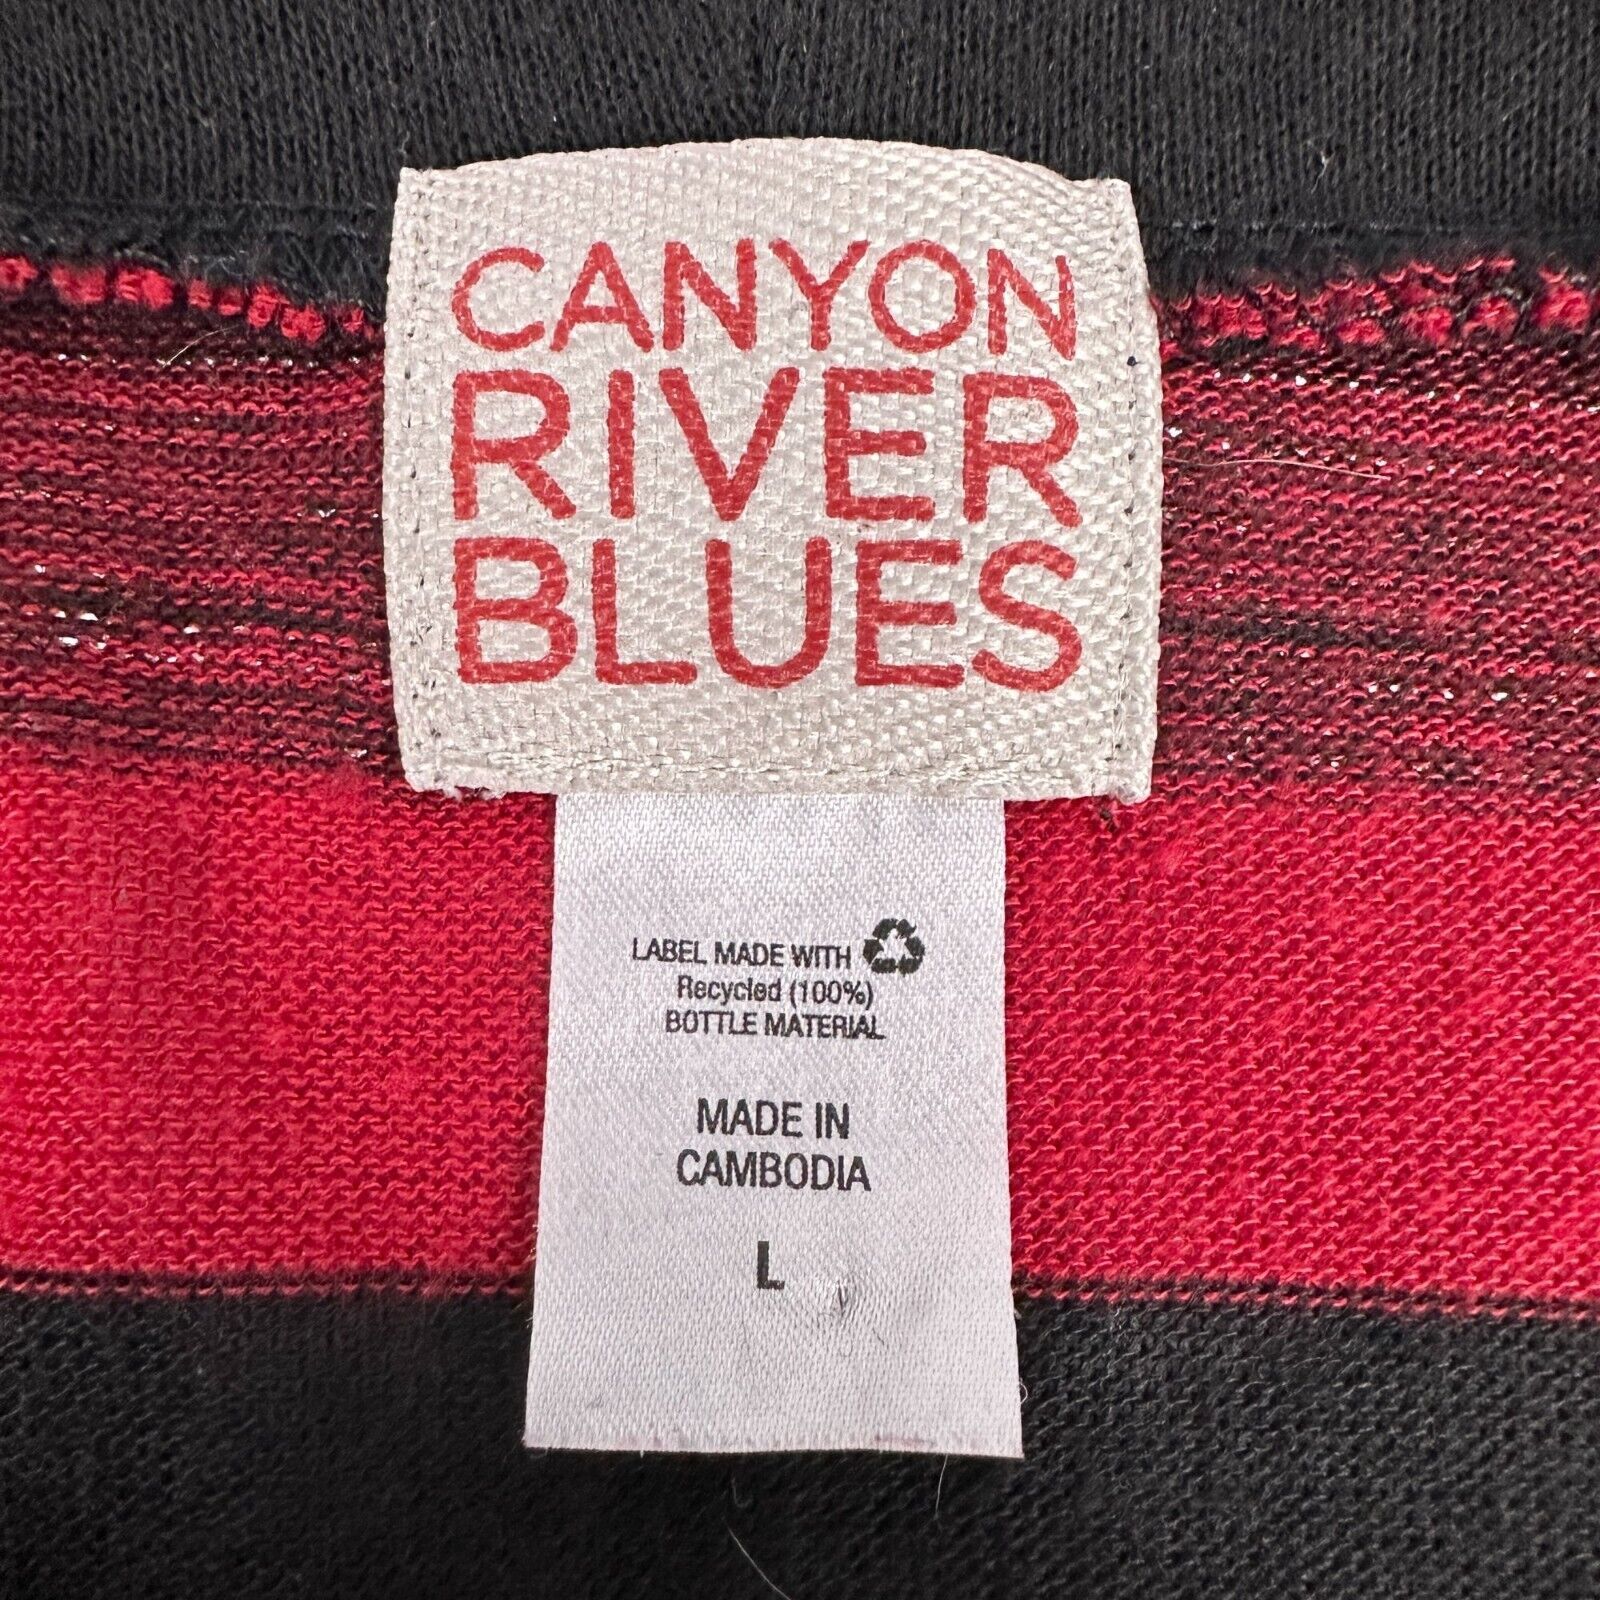 CANYON
RIVER
BLUES
LABEL MADE WITH
Recycled (100%)
BOTTLE MATERIAL
MADE IN
CAMBODIA
L